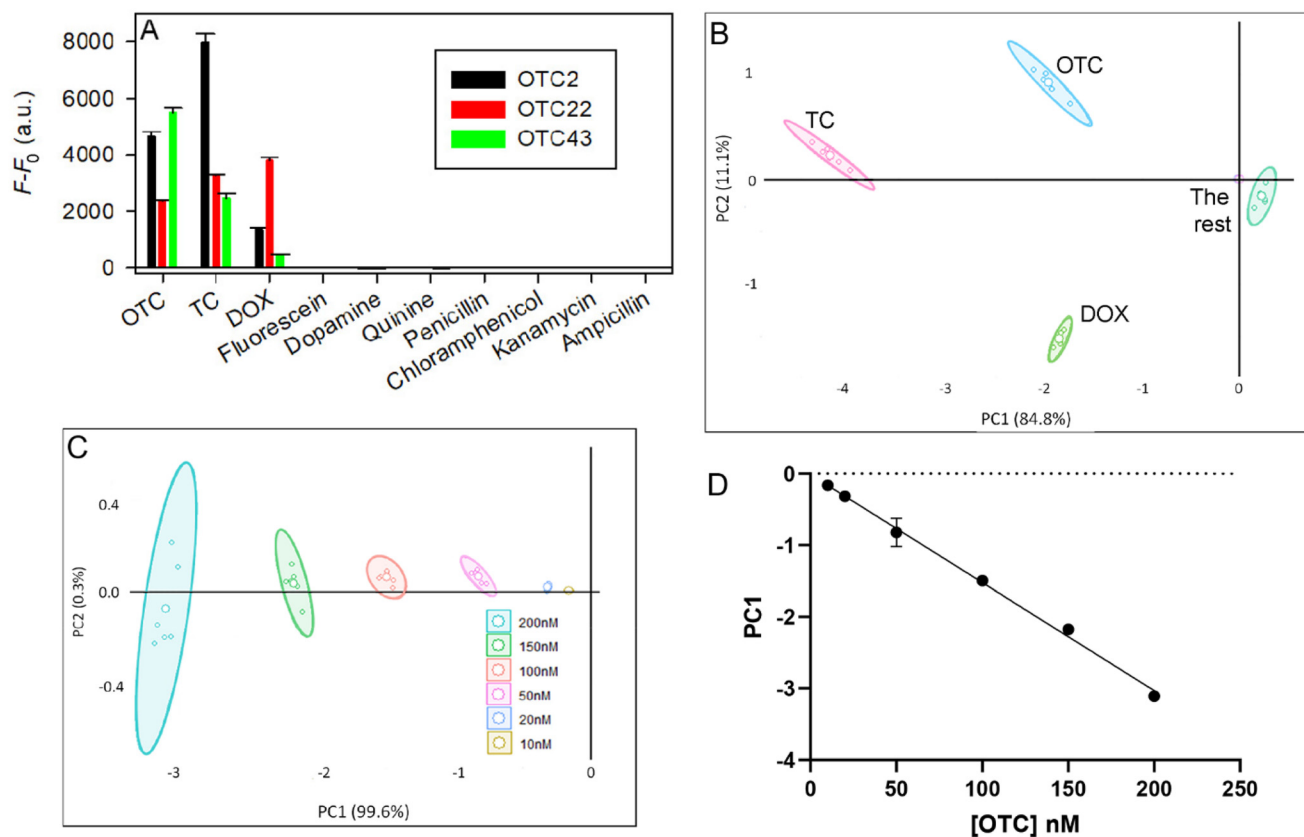 A
8000
6000
4000
2000
0
F-F0 (a.u.)
OTC2
OTC22
OTC43
OTC
TC
DOX
Fluorescein
Dopamine
Quinine
Penicillin
Chloramphenicol
Kanamycin
Ampicillin
B
1
0
-1
PC2 (11.1%)
OTC
TC
The
rest
DOX
-4
-3
-2
-1
0
PC1 (84.8%)
C
0.4
0.0
-0.4
PC2 (0.3%)
200nM
150nM
100nM
50nM
20nM
10nM
-3
-2
-1
0
PC1 (99.6%)
D
0
-1
-2
-3
-4
PC1
0
50
100
150
200
250
[OTC] nM